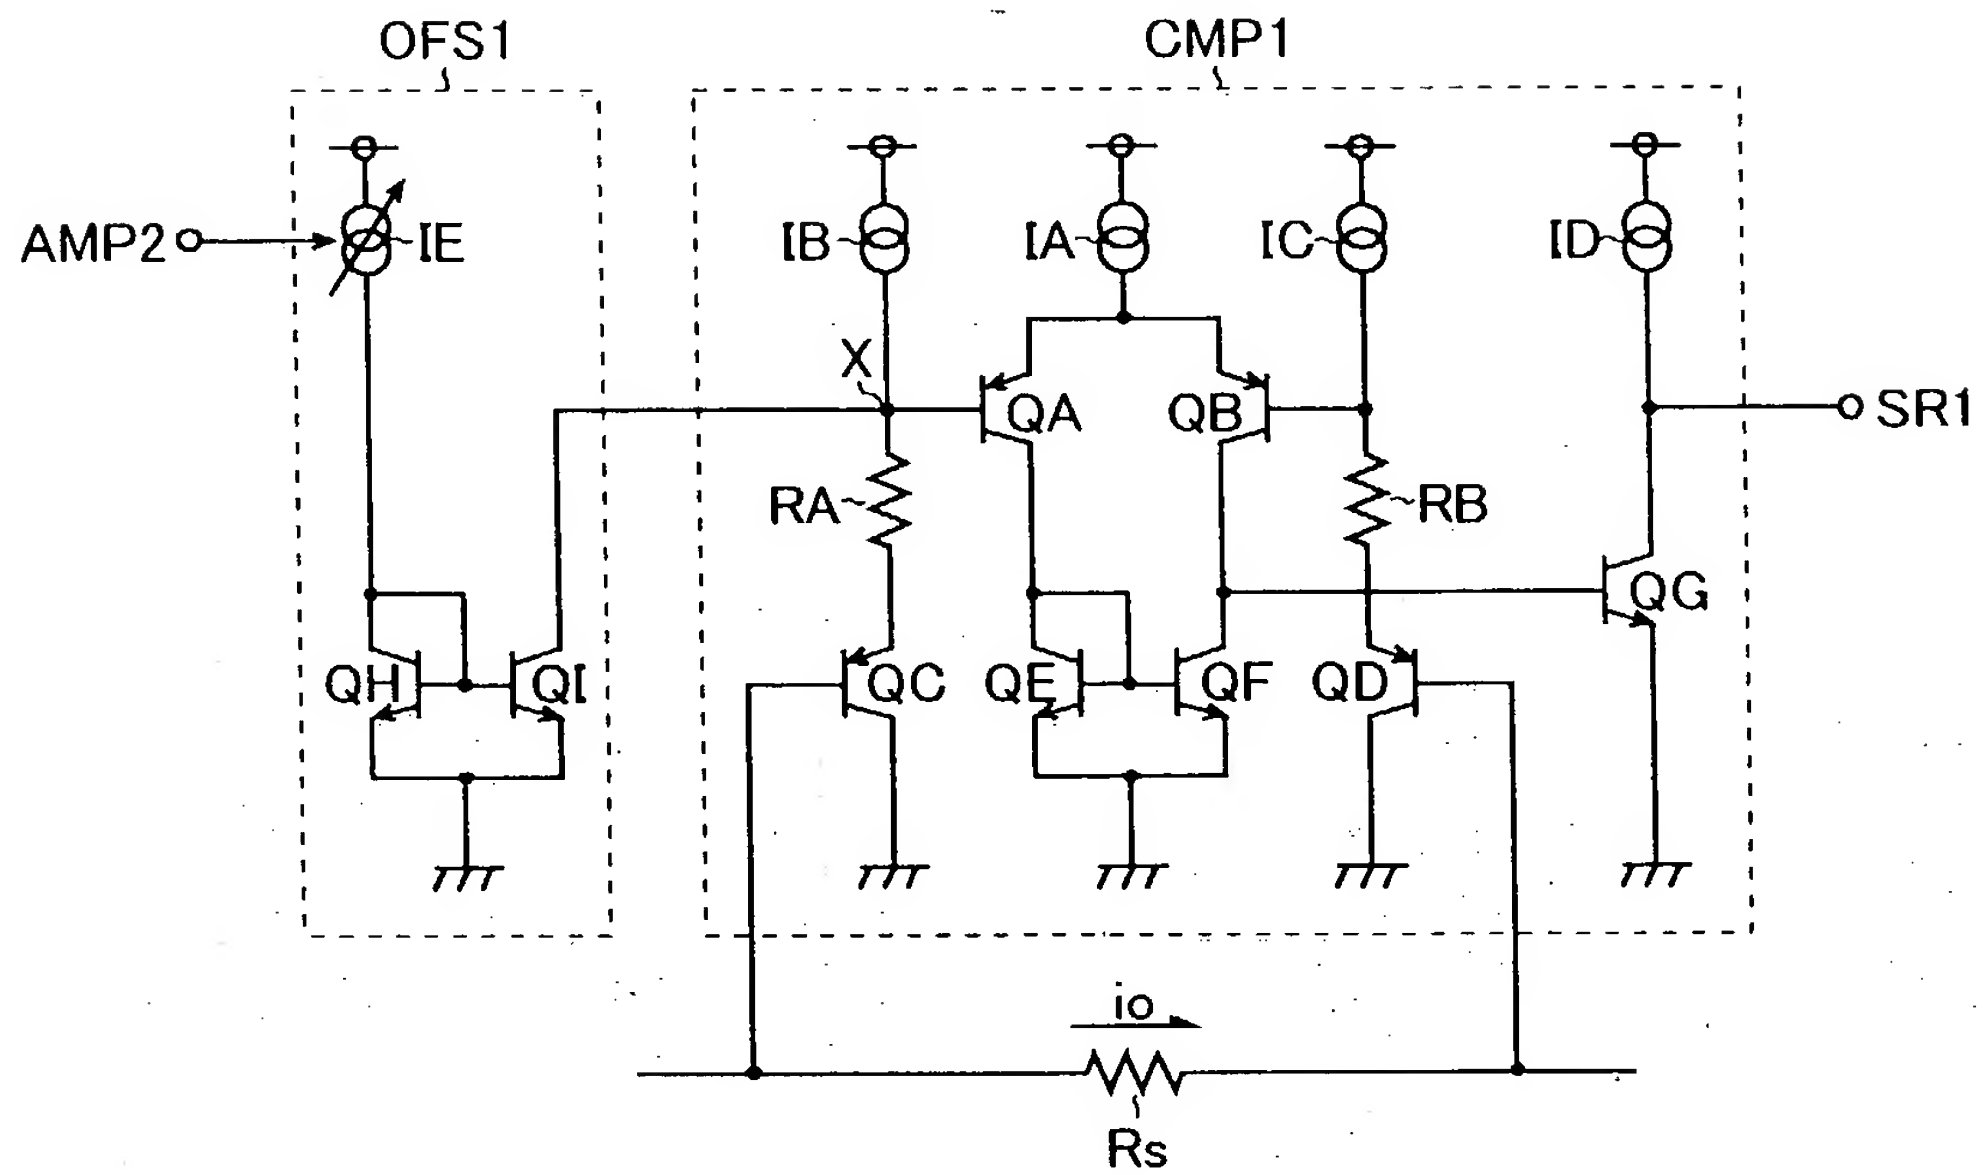 OFS1
CMP1
AMP2
IE
IB
IA
IC
ID
X
QA
QB
SR1
RA
RB
QG
QH
QI
QC
QE
QF
QD
io
Rs